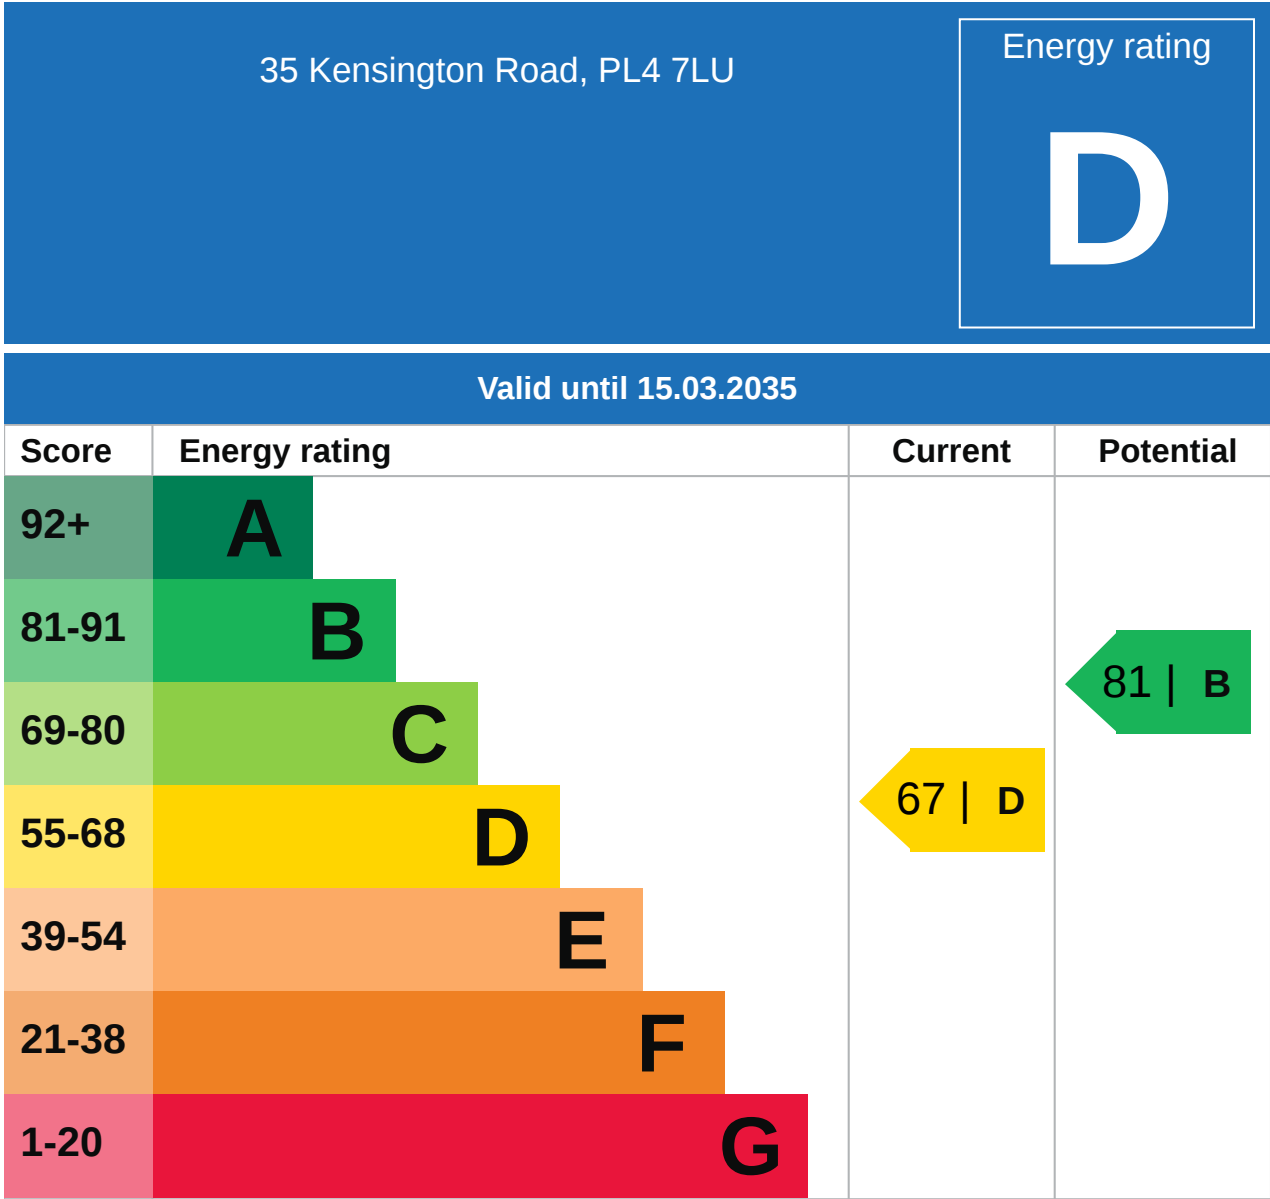 35 Kensington Road, PL4 7LU
Energy rating
D
Valid until 15.03.2035
Score Energy rating Current Potential
92+ A
81-91 B
81 | B
69-80 C
67 | D
55-68 D
39-54 E
21-38 F
1-20 G